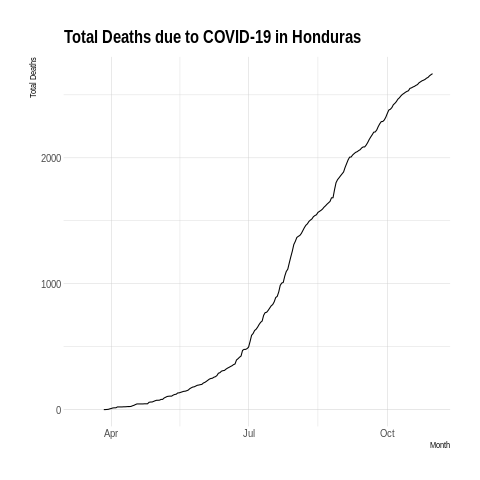 Total Deaths due to COVID-19 in Honduras
Total Deaths
2000
1000
0
Apr
Jul
Oct
Month